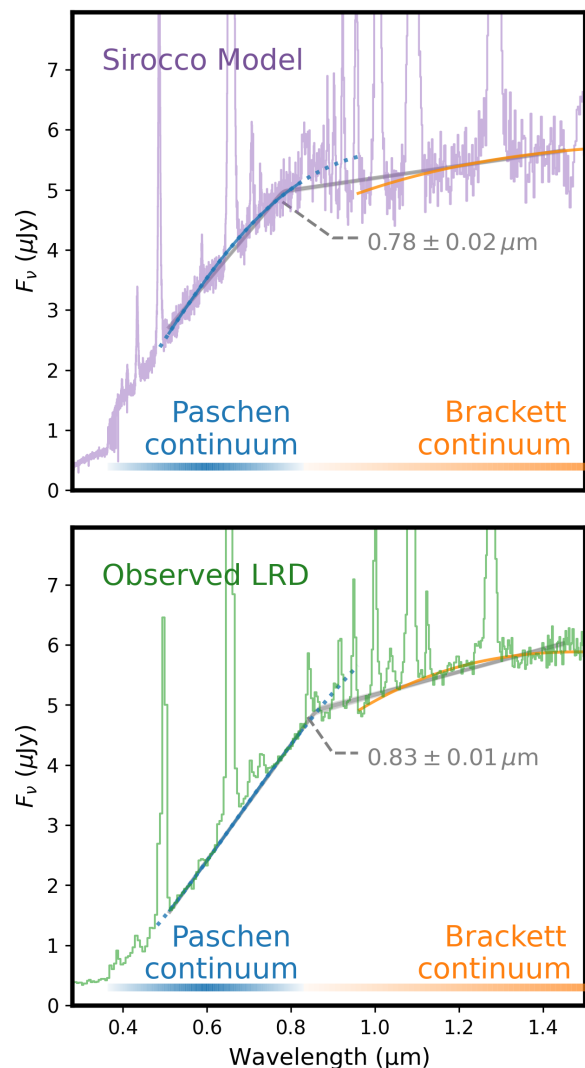 Sirocco Model
7
6
5
4
3
2
1
0
F_ν (μJy)
0.78 ± 0.02 μm
Paschen
continuum
Brackett
continuum
Observed LRD
7
6
5
4
3
2
1
0
F_ν (μJy)
0.83 ± 0.01 μm
Paschen
continuum
Brackett
continuum
0.4 0.6 0.8 1.0 1.2 1.4
Wavelength (μm)